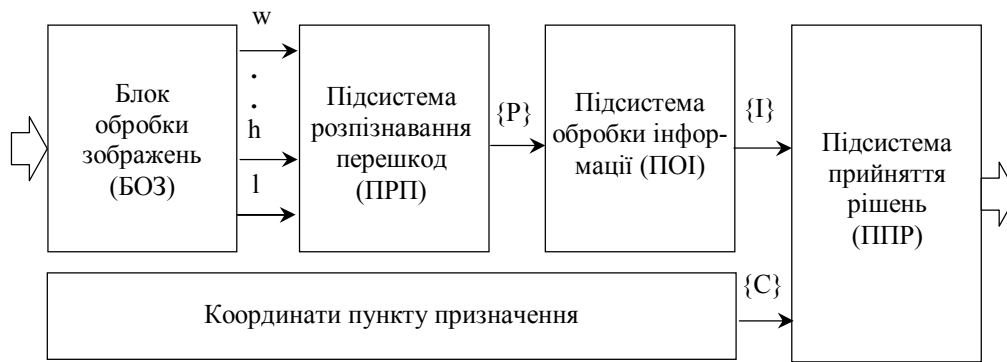 w
.
.
h
l
Блок
обробки
зображень
(БОЗ)
Підсистема
розпізнавання
перешкод
(ПРП)
{P}
Підсистема
обробки інфор-
мації (ПОІ)
{I}
Підсистема
прийняття
рішень
(ППР)
Координати пункту призначення
{C}